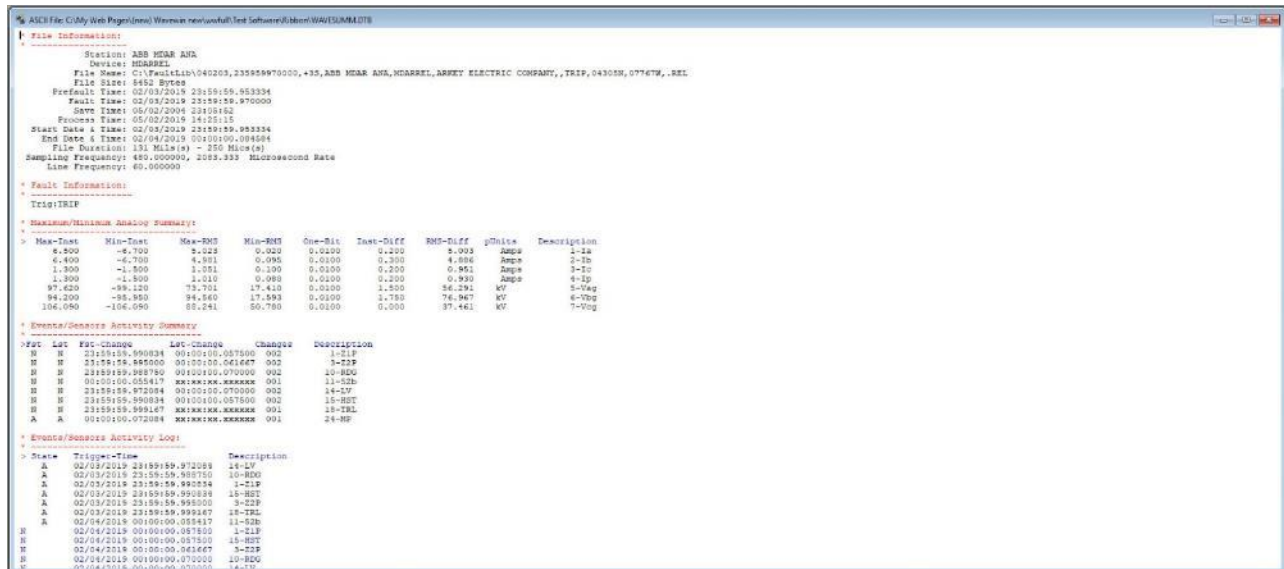 ASCII File: C:\My Web Pages\(new) Wavewin new\wwfull\Test Software\Ribbon\WAVESUMM.DTB
* File Information:
* -------------------
Station: ABB MDAR ANA
Device: MDARREL
File Name: C:\FaultLib\040203,235959970000,+3S,ABB MDAR ANA,MDARREL,ARKEY ELECTRIC COMPANY,,TRIP,04305N,07767W,.REL
File Size: 5452 Bytes
Prefault Time: 02/03/2019 23:59:59.953334
Fault Time: 02/03/2019 23:59:59.970000
Save Time: 05/02/2004 23:05:52
Process Time: 05/02/2019 14:25:15
Start Date & Time: 02/03/2019 23:59:59.953334
End Date & Time: 02/04/2019 00:00:00.084584
File Duration: 131 Mils(s) - 250 Mics(s)
Sampling Frequency: 480.000000, 2083.333 Microsecond Rate
Line Frequency: 60.000000
* Fault Information:
* -------------------
Trig:TRIP
* Maximum/Minimum Analog Summary:
* -------------------------------
> Max-Inst Min-Inst Max-RMS Min-RMS One-Bit Inst-Diff RMS-Diff pUnits Description
6.500 -6.700 5.023 0.020 0.0100 0.200 5.003 Amps 1-Ia
6.400 -6.700 4.981 0.095 0.0100 0.300 4.886 Amps 2-Ib
1.300 -1.500 1.051 0.100 0.0100 0.200 0.951 Amps 3-Ic
1.300 -1.500 1.010 0.080 0.0100 0.200 0.930 Amps 4-Ip
97.620 -99.120 73.701 17.410 0.0100 1.500 56.291 kV 5-Vag
94.200 -95.950 94.560 17.593 0.0100 1.750 76.967 kV 6-Vbg
106.090 -106.090 88.241 50.780 0.0100 0.000 37.461 kV 7-Vcg
* Events/Sensors Activity Summary
* --------------------------------
>Fst Lst Fst-Change Lst-Change Changes Description
N N 23:59:59.990834 00:00:00.057500 002 1-Z1P
N N 23:59:59.995000 00:00:00.061667 002 3-Z2P
N N 23:59:59.988750 00:00:00.070000 002 10-RDG
N N 00:00:00.055417 xx:xx:xx.xxxxxx 001 11-52b
N N 23:59:59.972084 00:00:00.070000 002 14-LV
N N 23:59:59.990834 00:00:00.057500 002 15-HST
N N 23:59:59.999167 xx:xx:xx.xxxxxx 001 18-TRL
A A 00:00:00.072084 xx:xx:xx.xxxxxx 001 24-MP
* Events/Sensors Activity Log:
* -----------------------------
> State Trigger-Time Description
A 02/03/2019 23:59:59.972084 14-LV
A 02/03/2019 23:59:59.988750 10-RDG
A 02/03/2019 23:59:59.990834 1-Z1P
A 02/03/2019 23:59:59.990834 15-HST
A 02/03/2019 23:59:59.995000 3-Z2P
A 02/03/2019 23:59:59.999167 18-TRL
A 02/04/2019 00:00:00.055417 11-52b
N 02/04/2019 00:00:00.057500 1-Z1P
N 02/04/2019 00:00:00.057500 15-HST
N 02/04/2019 00:00:00.061667 3-Z2P
N 02/04/2019 00:00:00.070000 10-RDG
N 02/04/2019 00:00:00.070000 14-LV